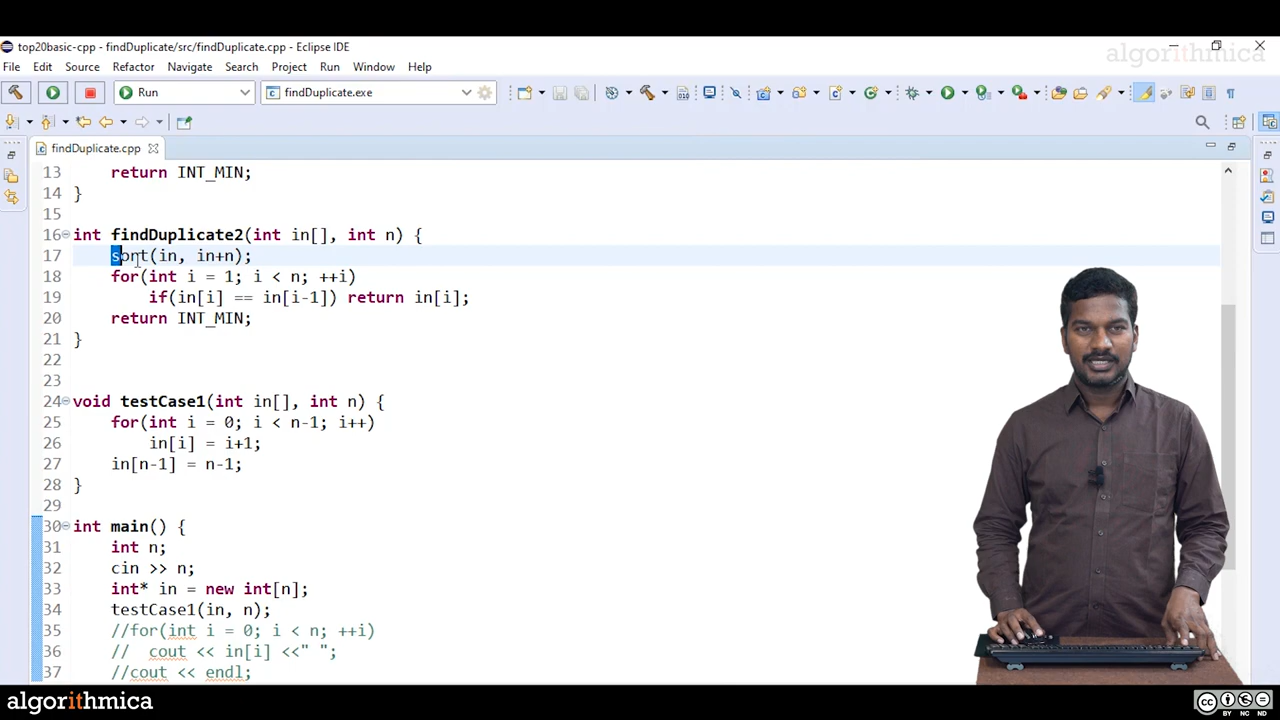 top20basic-cpp - findDuplicate/src/findDuplicate.cpp - Eclipse IDE
algorithmica
File Edit Source Refactor Navigate Search Project Run Window Help
Run
findDuplicate.exe
findDuplicate.cpp
13 return INT_MIN;
14 }
15
16 int findDuplicate2(int in[], int n) {
17 sort(in, in+n);
18 for(int i = 1; i < n; ++i)
19 if(in[i] == in[i-1]) return in[i];
20 return INT_MIN;
21 }
22
23
24 void testCase1(int in[], int n) {
25 for(int i = 0; i < n-1; i++)
26 in[i] = i+1;
27 in[n-1] = n-1;
28 }
29
30 int main() {
31 int n;
32 cin >> n;
33 int* in = new int[n];
34 testCase1(in, n);
35 //for(int i = 0; i < n; ++i)
36 // cout << in[i] <<" ";
37 //cout << endl;
algorithmica
cc
BY NC ND